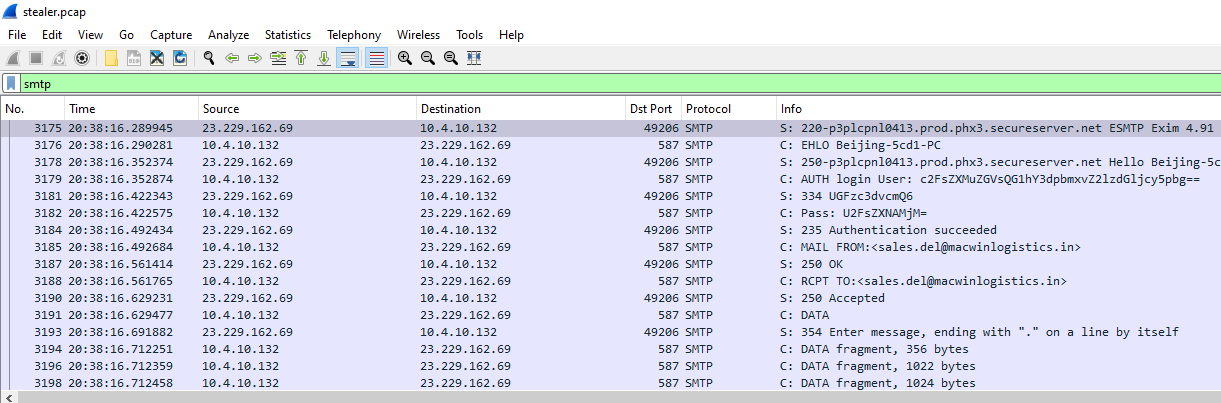 stealer.pcap
File Edit View Go Capture Analyze Statistics Telephony Wireless Tools Help
smtp
No. Time Source Destination Dst Port Protocol Info
3175 20:38:16.289945 23.229.162.69 10.4.10.132 49206 SMTP S: 220-p3plcpnl0413.prod.phx3.secureserver.net ESMTP Exim 4.91
3176 20:38:16.290281 10.4.10.132 23.229.162.69 587 SMTP C: EHLO Beijing-5cd1-PC
3178 20:38:16.352374 23.229.162.69 10.4.10.132 49206 SMTP S: 250-p3plcpnl0413.prod.phx3.secureserver.net Hello Beijing-5c
3179 20:38:16.352874 10.4.10.132 23.229.162.69 587 SMTP C: AUTH login User: c2FsZXMuZGVsQG1hY3dpbmxvZ2lzdGljcy5pbg==
3181 20:38:16.422343 23.229.162.69 10.4.10.132 49206 SMTP S: 334 UGFzc3dvcmQ6
3182 20:38:16.422575 10.4.10.132 23.229.162.69 587 SMTP C: Pass: U2FsZXNAMjM=
3184 20:38:16.492434 23.229.162.69 10.4.10.132 49206 SMTP S: 235 Authentication succeeded
3185 20:38:16.492684 10.4.10.132 23.229.162.69 587 SMTP C: MAIL FROM:<sales.del@macwinlogistics.in>
3187 20:38:16.561414 23.229.162.69 10.4.10.132 49206 SMTP S: 250 OK
3188 20:38:16.561765 10.4.10.132 23.229.162.69 587 SMTP C: RCPT TO:<sales.del@macwinlogistics.in>
3190 20:38:16.629231 23.229.162.69 10.4.10.132 49206 SMTP S: 250 Accepted
3191 20:38:16.629477 10.4.10.132 23.229.162.69 587 SMTP C: DATA
3193 20:38:16.691882 23.229.162.69 10.4.10.132 49206 SMTP S: 354 Enter message, ending with "." on a line by itself
3194 20:38:16.712251 10.4.10.132 23.229.162.69 587 SMTP C: DATA fragment, 356 bytes
3196 20:38:16.712359 10.4.10.132 23.229.162.69 587 SMTP C: DATA fragment, 1022 bytes
3198 20:38:16.712458 10.4.10.132 23.229.162.69 587 SMTP C: DATA fragment, 1024 bytes